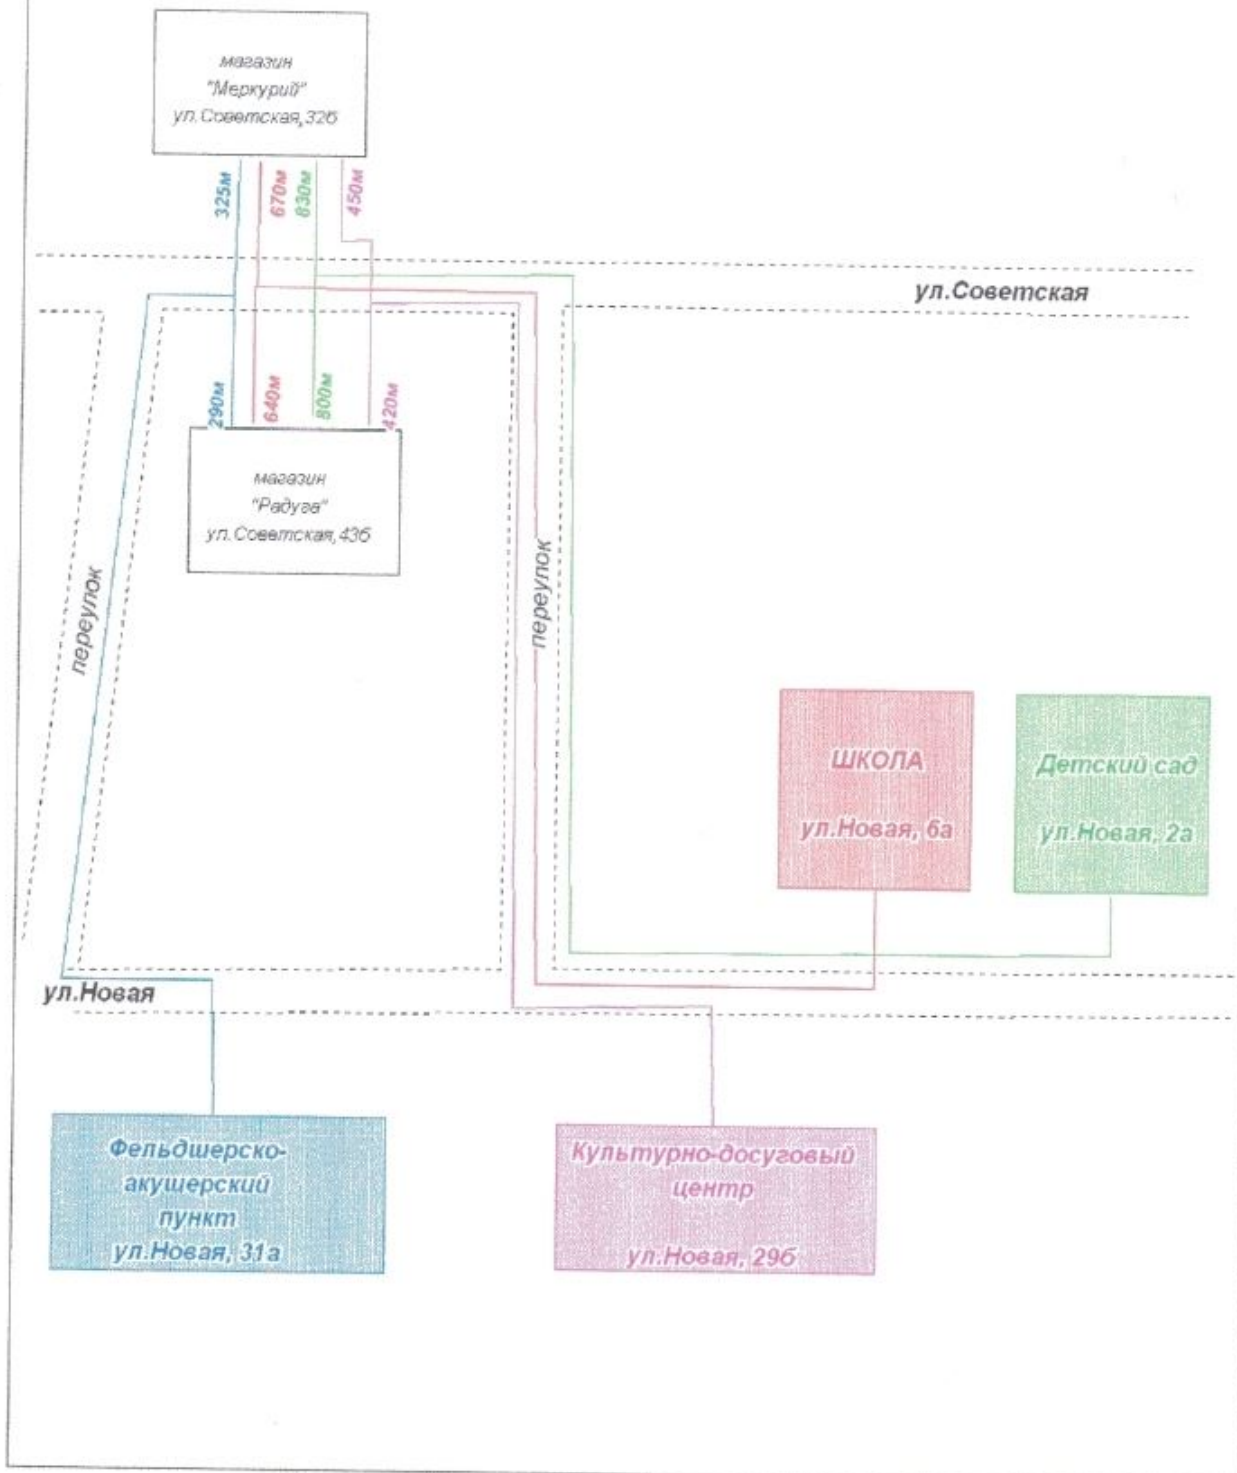 магазин
"Меркурий"
ул.Советская,32б
325м
670м
830м
450м
ул.Советская
290м
640м
800м
420м
магазин
"Радуга"
ул.Советская,43б
переулок
переулок
ШКОЛА
ул.Новая, 6а
Детский сад
ул.Новая, 2а
ул.Новая
Фельдшерско-
акушерский
пункт
ул.Новая, 31а
Культурно-досуговый
центр
ул.Новая, 29б